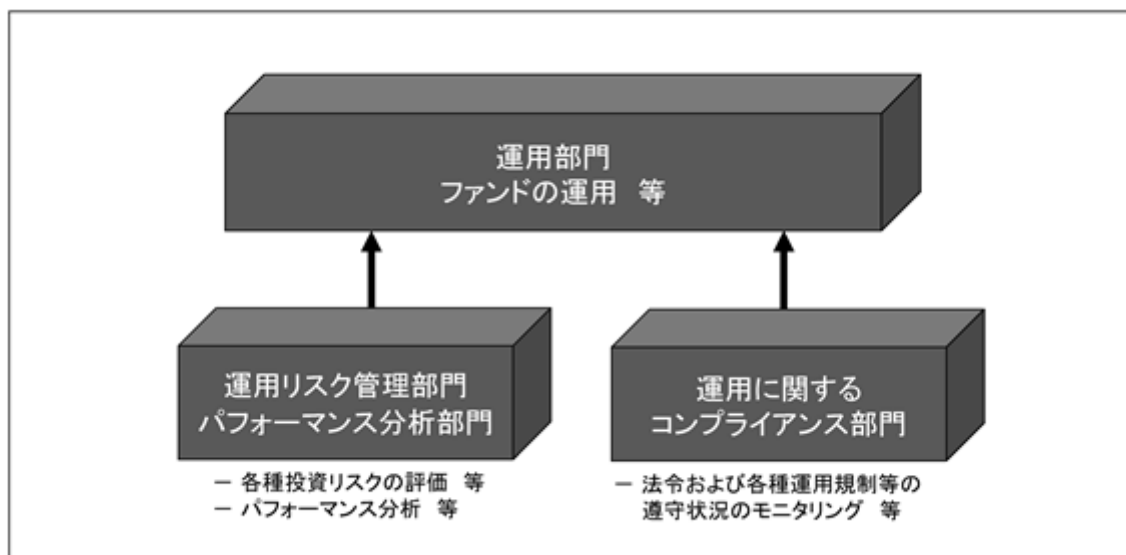 運用部門
ファンドの運用 等
運用リスク管理部門
パフォーマンス分析部門
－ 各種投資リスクの評価 等
－ パフォーマンス分析 等
運用に関する
コンプライアンス部門
－ 法令および各種運用規制等の
遵守状況のモニタリング 等